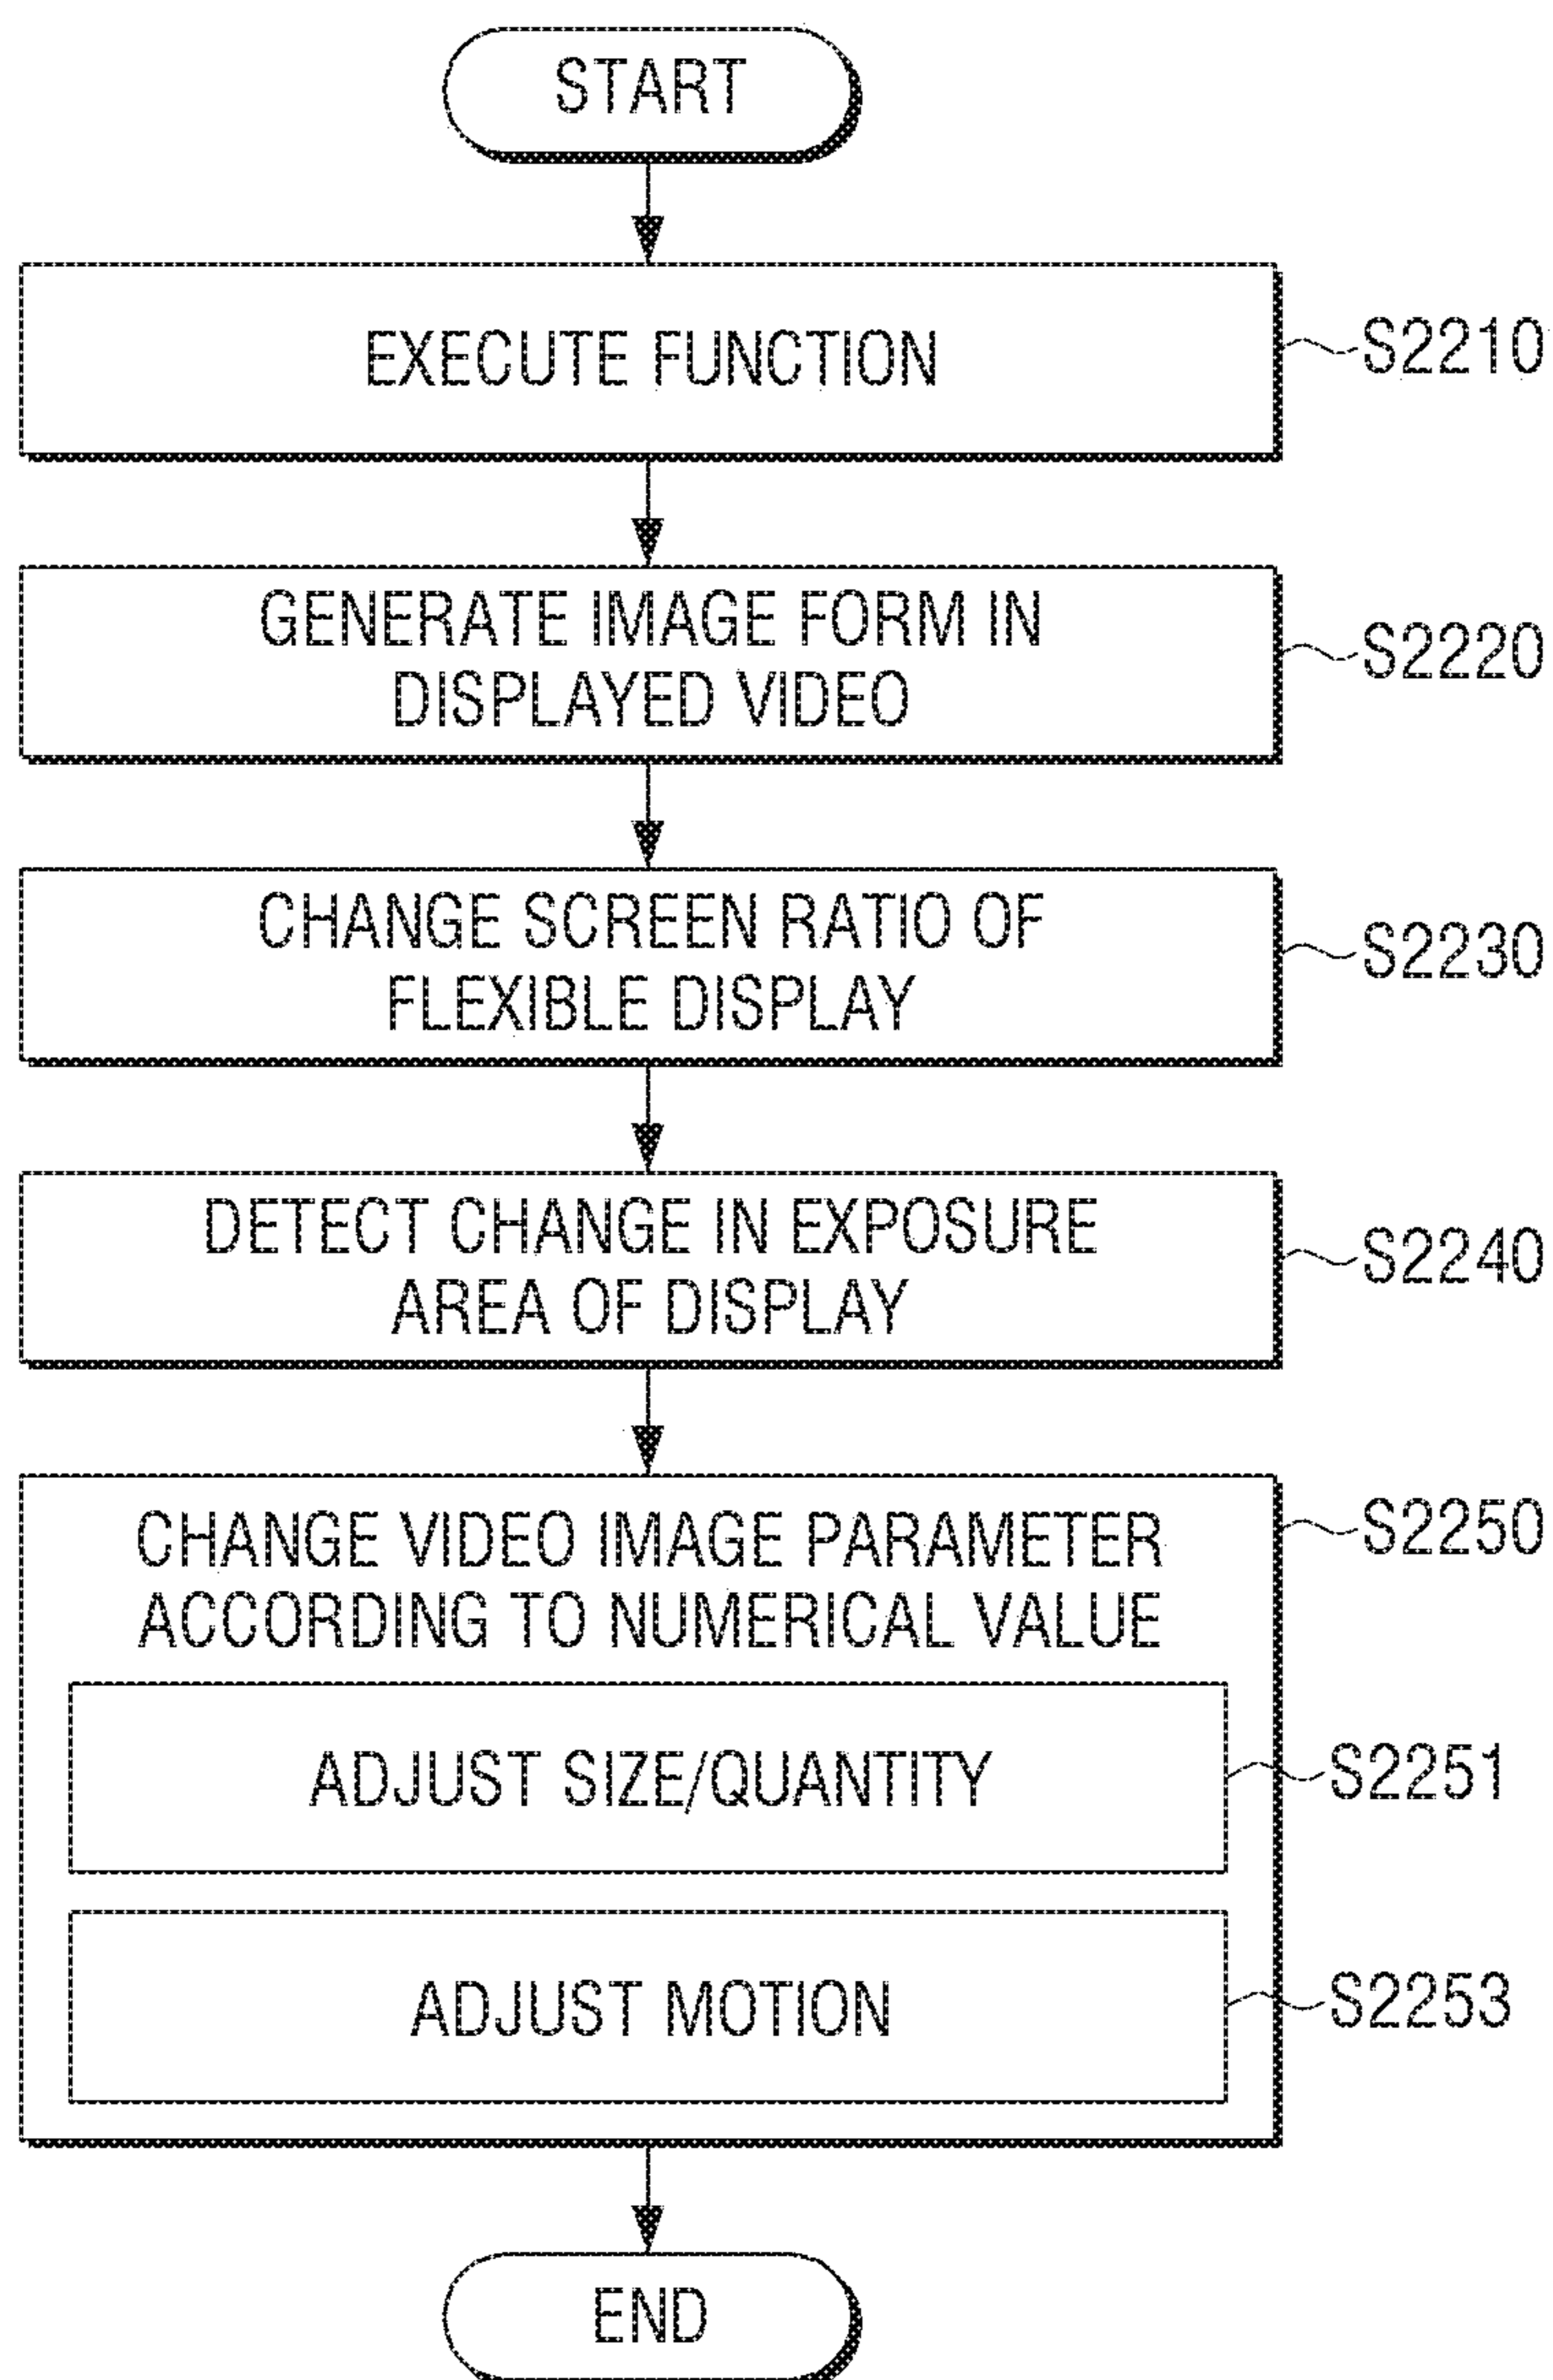 START
EXECUTE FUNCTION
S2210
GENERATE IMAGE FORM IN
DISPLAYED VIDEO
S2220
CHANGE SCREEN RATIO OF
FLEXIBLE DISPLAY
S2230
DETECT CHANGE IN EXPOSURE
AREA OF DISPLAY
S2240
CHANGE VIDEO IMAGE PARAMETER
ACCORDING TO NUMERICAL VALUE
S2250
ADJUST SIZE/QUANTITY
S2251
ADJUST MOTION
S2253
END